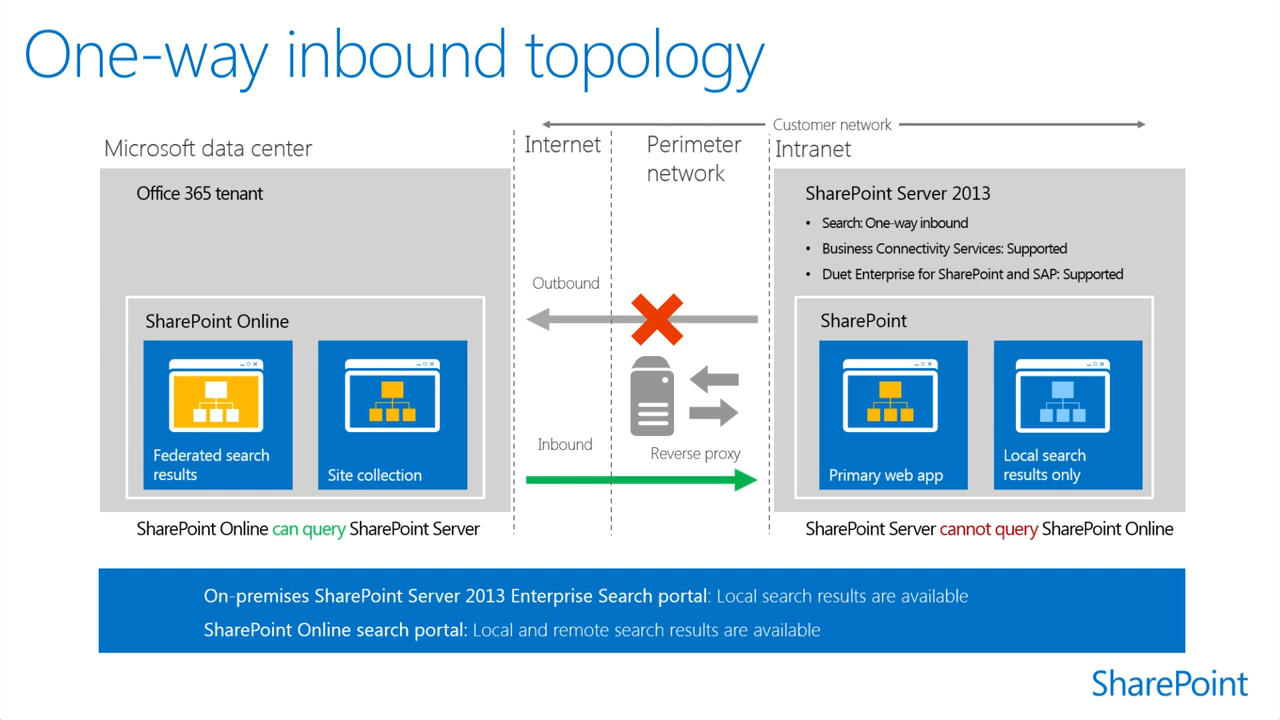 One-way inbound topology
Customer network
Microsoft data center
Internet
Perimeter
network
Intranet
Office 365 tenant
SharePoint Online
Federated search
results
Site collection
SharePoint Online can query SharePoint Server
Outbound
Inbound
Reverse proxy
SharePoint Server 2013
• Search: One-way inbound
• Business Connectivity Services: Supported
• Duet Enterprise for SharePoint and SAP: Supported
SharePoint
Primary web app
Local search
results only
SharePoint Server cannot query SharePoint Online
On-premises SharePoint Server 2013 Enterprise Search portal: Local search results are available
SharePoint Online search portal: Local and remote search results are available
SharePoint